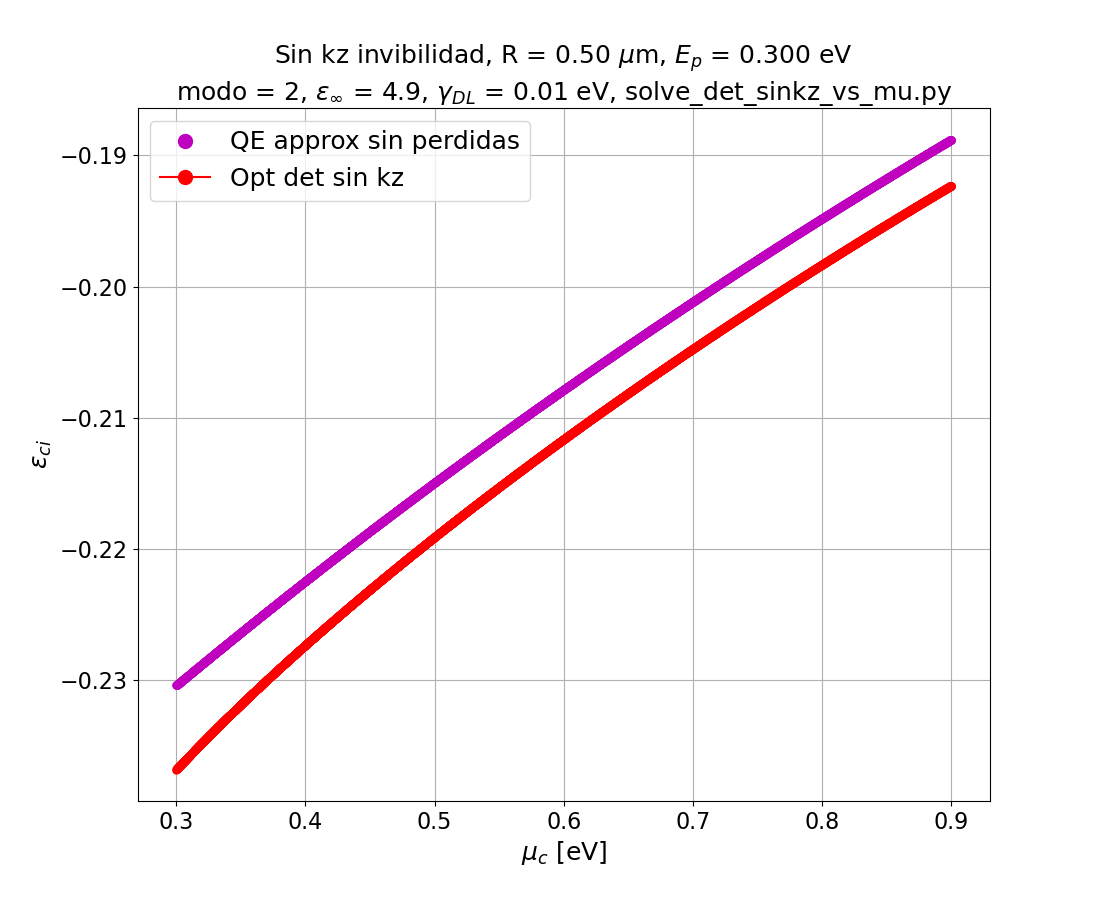 Sin kz invibilidad, R = 0.50 μm, E_p = 0.300 eV
modo = 2, ε_∞ = 4.9, γ_DL = 0.01 eV, solve_det_sinkz_vs_mu.py
QE approx sin perdidas
Opt det sin kz
−0.19
−0.20
−0.21
−0.22
−0.23
ε_ci
0.3 0.4 0.5 0.6 0.7 0.8 0.9
μ_c [eV]